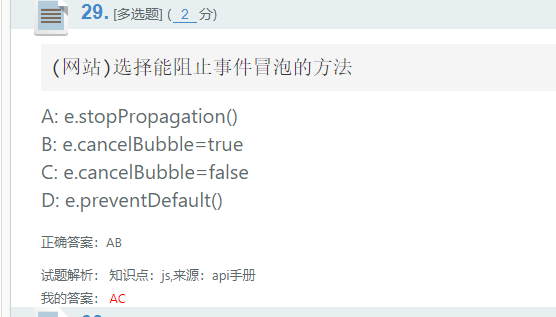 29. [多选题] ( 2 分)
(网站)选择能阻止事件冒泡的方法
A: e.stopPropagation()
B: e.cancelBubble=true
C: e.cancelBubble=false
D: e.preventDefault()
正确答案：AB
试题解析： 知识点：js,来源：api手册
我的答案： AC